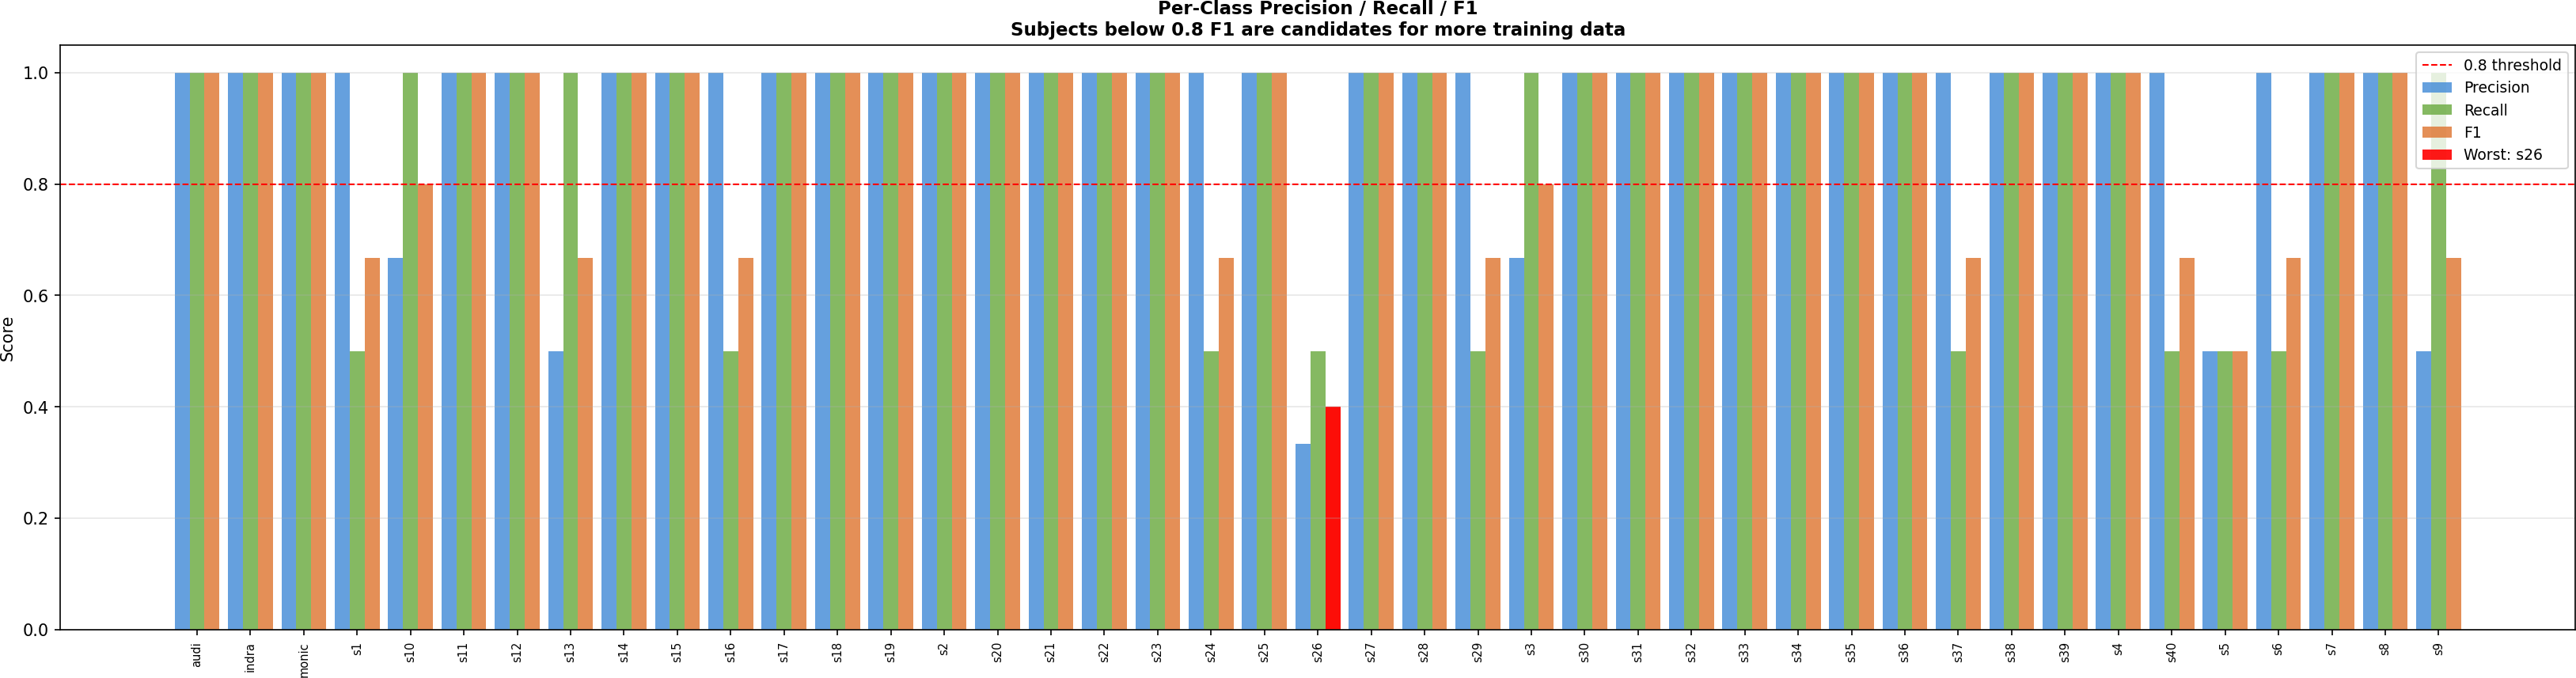 Per-Class Precision / Recall / F1
Subjects below 0.8 F1 are candidates for more training data
1.0
0.8
0.6
0.4
0.2
0.0
Score
0.8 threshold
Precision
Recall
F1
Worst: s26
audi
indra
monic
s1
s10
s11
s12
s13
s14
s15
s16
s17
s18
s19
s2
s20
s21
s22
s23
s24
s25
s26
s27
s28
s29
s3
s30
s31
s32
s33
s34
s35
s36
s37
s38
s39
s4
s40
s5
s6
s7
s8
s9